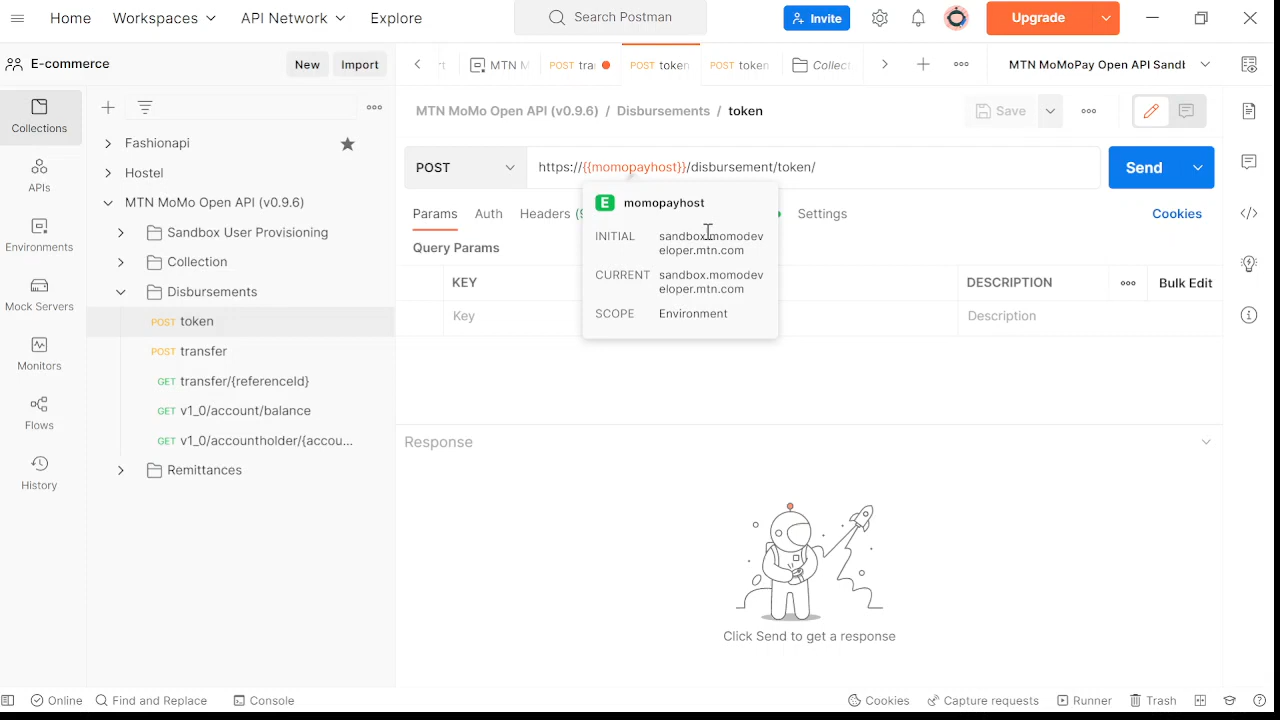 Home
Workspaces
API Network
Explore
Search Postman
Invite
Upgrade
E-commerce
New
Import
MTN M
POST tra
POST token
POST token
Collect
MTN MoMoPay Open API Sandb
Collections
APIs
Environments
Mock Servers
Monitors
Flows
History
Fashionapi
Hostel
MTN MoMo Open API (v0.9.6)
Sandbox User Provisioning
Collection
Disbursements
POST token
POST transfer
GET transfer/{referenceId}
GET v1_0/account/balance
GET v1_0/accountholder/{accou...
Remittances
MTN MoMo Open API (v0.9.6) / Disbursements / token
Save
POST
https://{{momopayhost}}/disbursement/token/
Send
Params
Auth
Headers (9
Settings
Cookies
E momopayhost
INITIAL sandbox.momodev
eloper.mtn.com
CURRENT sandbox.momodev
eloper.mtn.com
SCOPE Environment
Query Params
KEY
DESCRIPTION
Bulk Edit
Key
Description
Response
Click Send to get a response
Online
Find and Replace
Console
Cookies
Capture requests
Runner
Trash